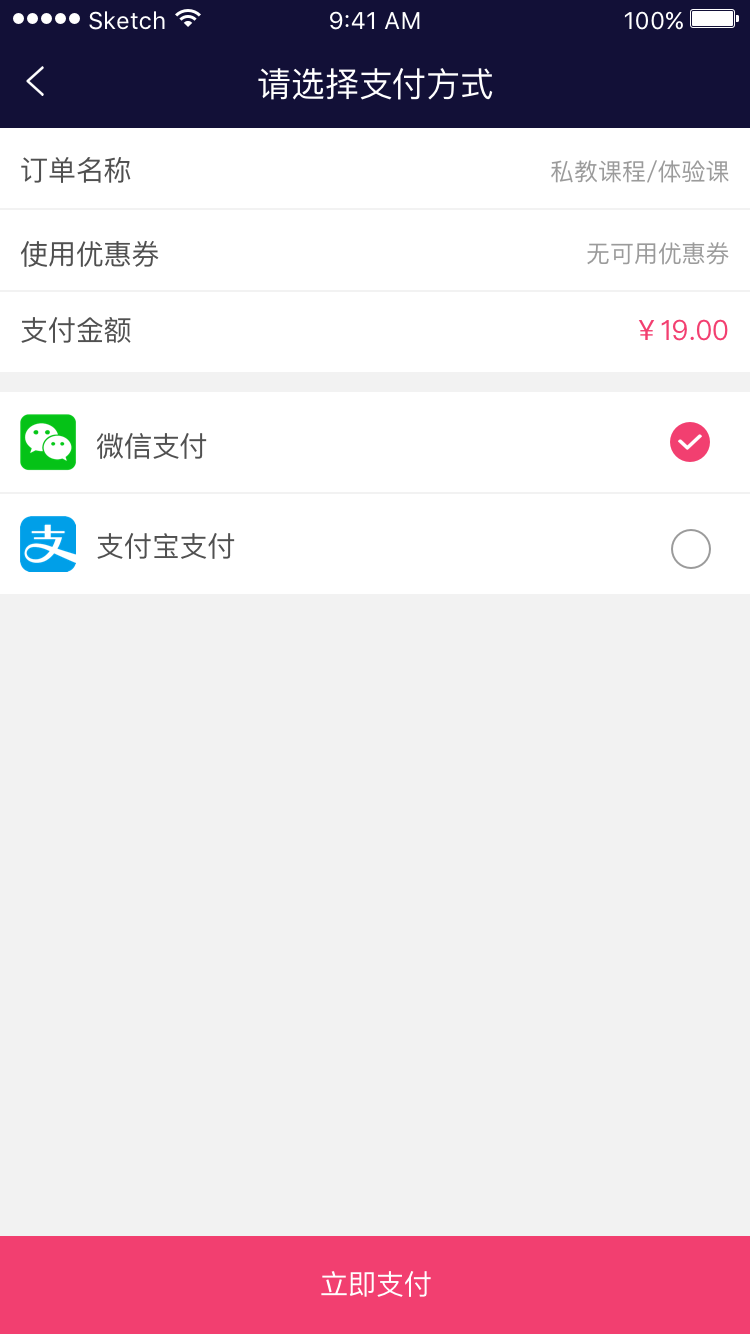 Sketch 9:41 AM 100%
请选择支付方式
订单名称 私教课程/体验课
使用优惠券 无可用优惠券
支付金额 ¥19.00
微信支付
支 支付宝支付
立即支付